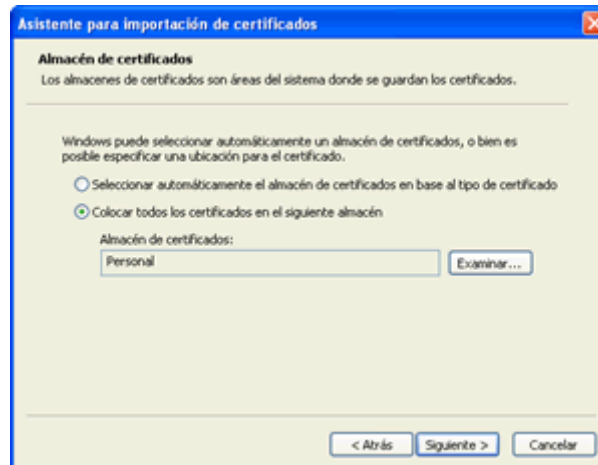 Asistente para importación de certificados
Almacén de certificados
Los almacenes de certificados son áreas del sistema donde se guardan los certificados.
Windows puede seleccionar automáticamente un almacén de certificados, o bien es
posible especificar una ubicación para el certificado.
Seleccionar automáticamente el almacén de certificados en base al tipo de certificado
Colocar todos los certificados en el siguiente almacén
Almacén de certificados:
Personal
Examinar...
< Atrás
Siguiente >
Cancelar